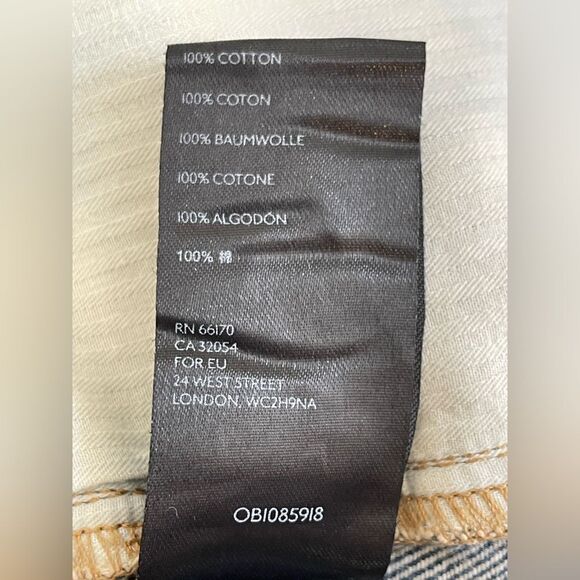 100% COTTON
100% COTON
100% BAUMWOLLE
100% COTONE
100% ALGODÓN
100% 棉
RN 66170
CA 32054
FOR EU
24 WEST STREET
LONDON, WC2H9NA
OB1085918